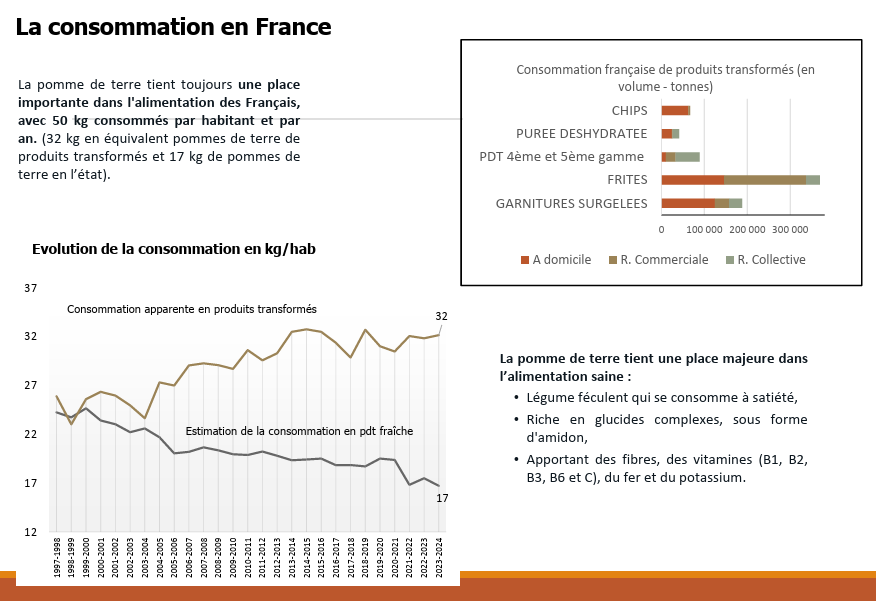 La consommation en France
La pomme de terre tient toujours une place
importante dans l'alimentation des Français,
avec 50 kg consommés par habitant et par
an. (32 kg en équivalent pommes de terre de
produits transformés et 17 kg de pommes de
terre en l’état).
Consommation française de produits transformés (en
volume - tonnes)
CHIPS
PUREE DESHYDRATEE
PDT 4ème et 5ème gamme
FRITES
GARNITURES SURGELEES
0 100 000 200 000 300 000
A domicile R. Commerciale R. Collective
Evolution de la consommation en kg/hab
37
32
27
22
17
12
Consommation apparente en produits transformés
32
Estimation de la consommation en pdt fraîche
17
1997-1998
1998-1999
1999-2000
2000-2001
2001-2002
2002-2003
2003-2004
2004-2005
2005-2006
2006-2007
2007-2008
2008-2009
2009-2010
2010-2011
2011-2012
2012-2013
2013-2014
2014-2015
2015-2016
2016-2017
2017-2018
2018-2019
2019-2020
2020-2021
2021-2022
2022-2023
2023-2024
La pomme de terre tient une place majeure dans
l’alimentation saine :
• Légume féculent qui se consomme à satiété,
• Riche en glucides complexes, sous forme
d'amidon,
• Apportant des fibres, des vitamines (B1, B2,
B3, B6 et C), du fer et du potassium.